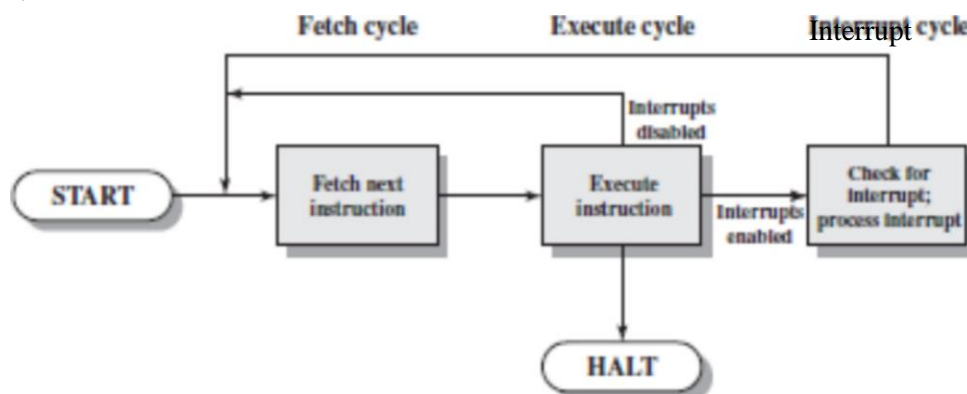 Fetch cycle
Execute cycle
Interrupt cycle
Interrupts
disabled
START
Fetch next
instruction
Execute
instruction
Interrupts
enabled
Check for
interrupt;
process interrupt
HALT